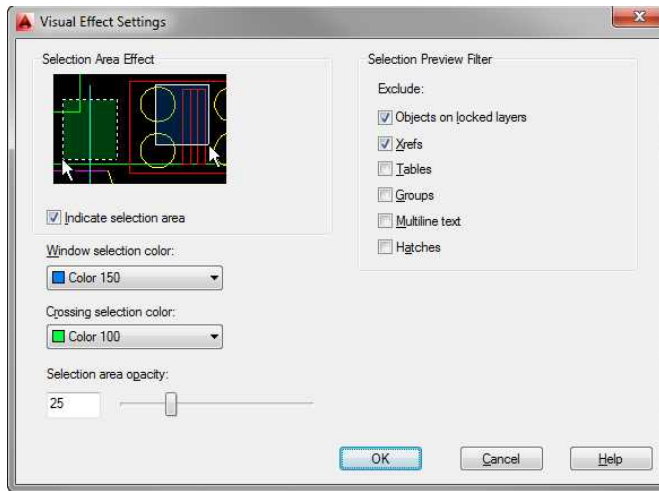 Visual Effect Settings
Selection Area Effect
Indicate selection area
Window selection color:
Color 150
Crossing selection color:
Color 100
Selection area opacity:
25
Selection Preview Filter
Exclude:
Objects on locked layers
Xrefs
Tables
Groups
Multiline text
Hatches
OK
Cancel
Help